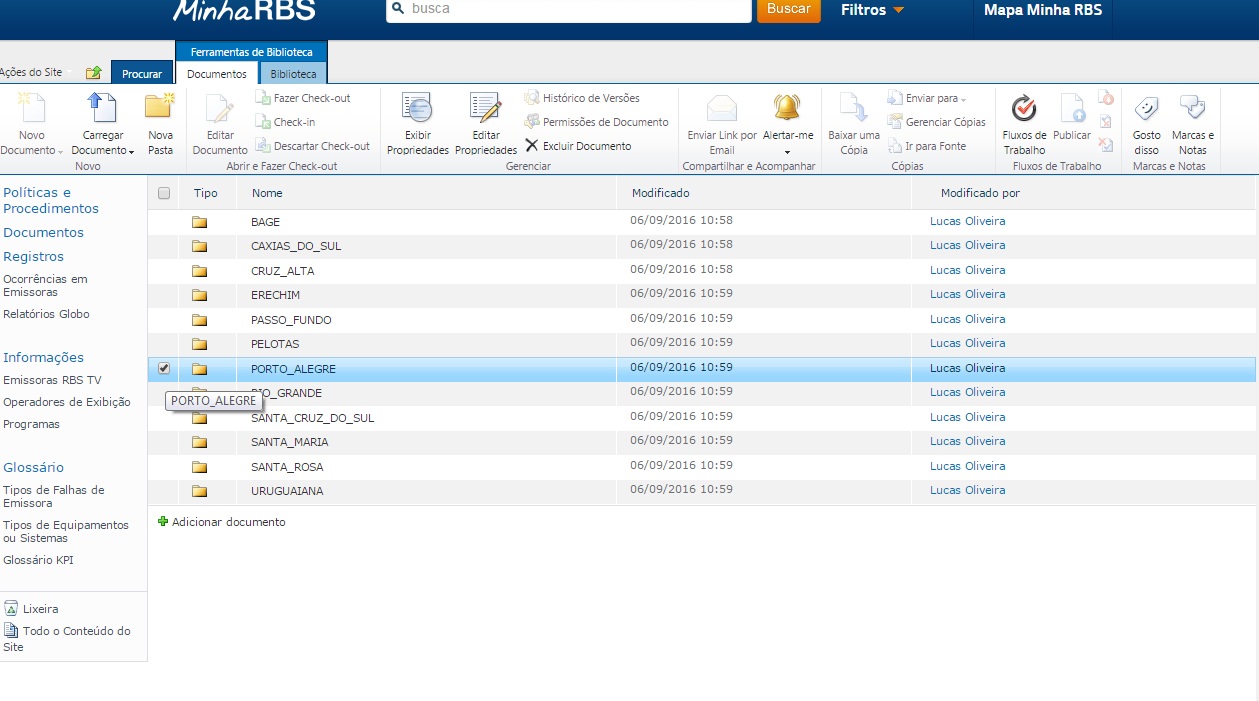 MinhaRBS
busca
Buscar
Filtros
Mapa Minha RBS
Ferramentas de Biblioteca
Ações do Site
Procurar
Documentos
Biblioteca
Novo
Documento
Carregar
Documento
Nova
Pasta
Novo
Editar
Documento
Fazer Check-out
Check-in
Descartar Check-out
Abrir e Fazer Check-out
Exibir
Propriedades
Editar
Propriedades
Histórico de Versões
Permissões de Documento
Excluir Documento
Gerenciar
Enviar Link por
Email
Alertar-me
Compartilhar e Acompanhar
Baixar uma
Cópia
Enviar para
Gerenciar Cópias
Ir para Fonte
Cópias
Fluxos de
Trabalho
Publicar
Fluxos de Trabalho
Gosto
disso
Marcas e
Notas
Marcas e Notas
Políticas e
Procedimentos
Documentos
Registros
Ocorrências em
Emissoras
Relatórios Globo
Informações
Emissoras RBS TV
Operadores de Exibição
Programas
Glossário
Tipos de Falhas de
Emissora
Tipos de Equipamentos
ou Sistemas
Glossário KPI
Lixeira
Todo o Conteúdo do
Site
Tipo Nome Modificado Modificado por
BAGE 06/09/2016 10:58 Lucas Oliveira
CAXIAS_DO_SUL 06/09/2016 10:58 Lucas Oliveira
CRUZ_ALTA 06/09/2016 10:58 Lucas Oliveira
ERECHIM 06/09/2016 10:59 Lucas Oliveira
PASSO_FUNDO 06/09/2016 10:59 Lucas Oliveira
PELOTAS 06/09/2016 10:59 Lucas Oliveira
PORTO_ALEGRE 06/09/2016 10:59 Lucas Oliveira
RIO_GRANDE 06/09/2016 10:59 Lucas Oliveira
PORTO_ALEGRE
SANTA_CRUZ_DO_SUL 06/09/2016 10:59 Lucas Oliveira
SANTA_MARIA 06/09/2016 10:59 Lucas Oliveira
SANTA_ROSA 06/09/2016 10:59 Lucas Oliveira
URUGUAIANA 06/09/2016 10:59 Lucas Oliveira
Adicionar documento